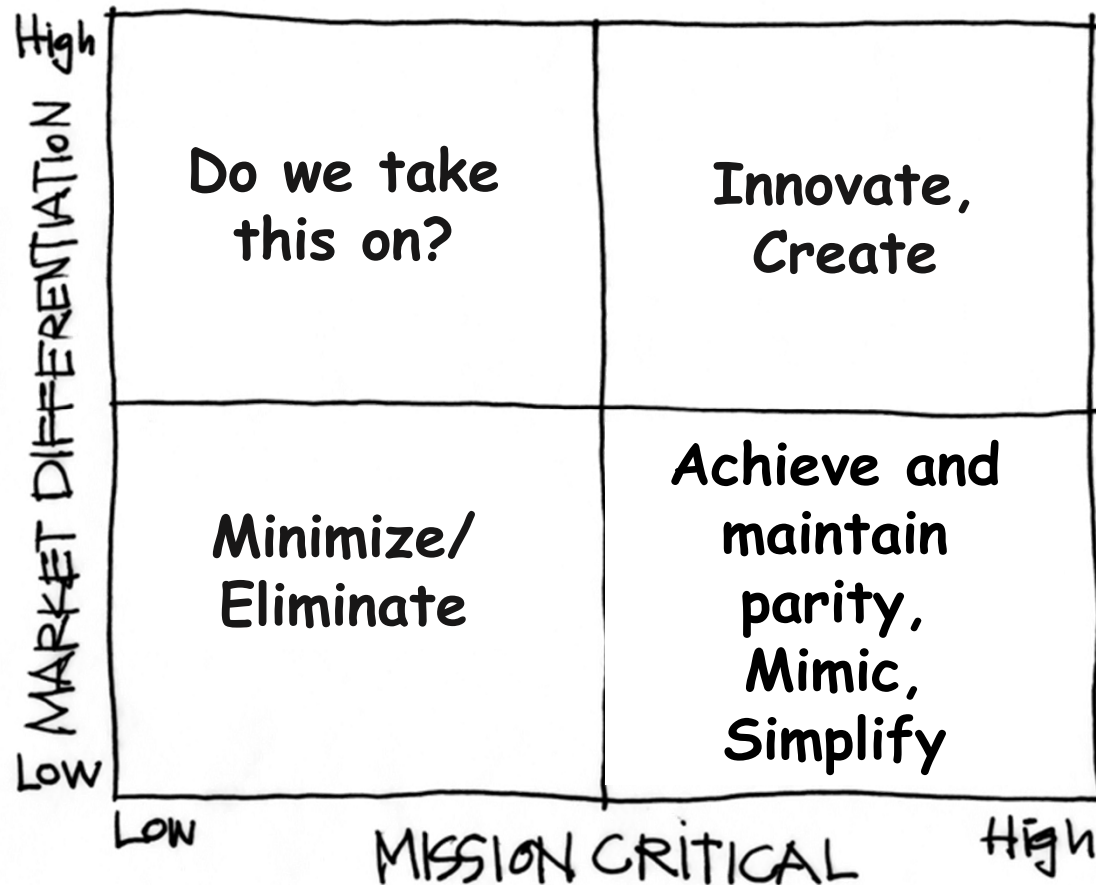 High
MARKET DIFFERENTIATION
Low
Do we take
this on?
Innovate,
Create
Minimize/
Eliminate
Achieve and
maintain
parity,
Mimic,
Simplify
Low
MISSION CRITICAL
High